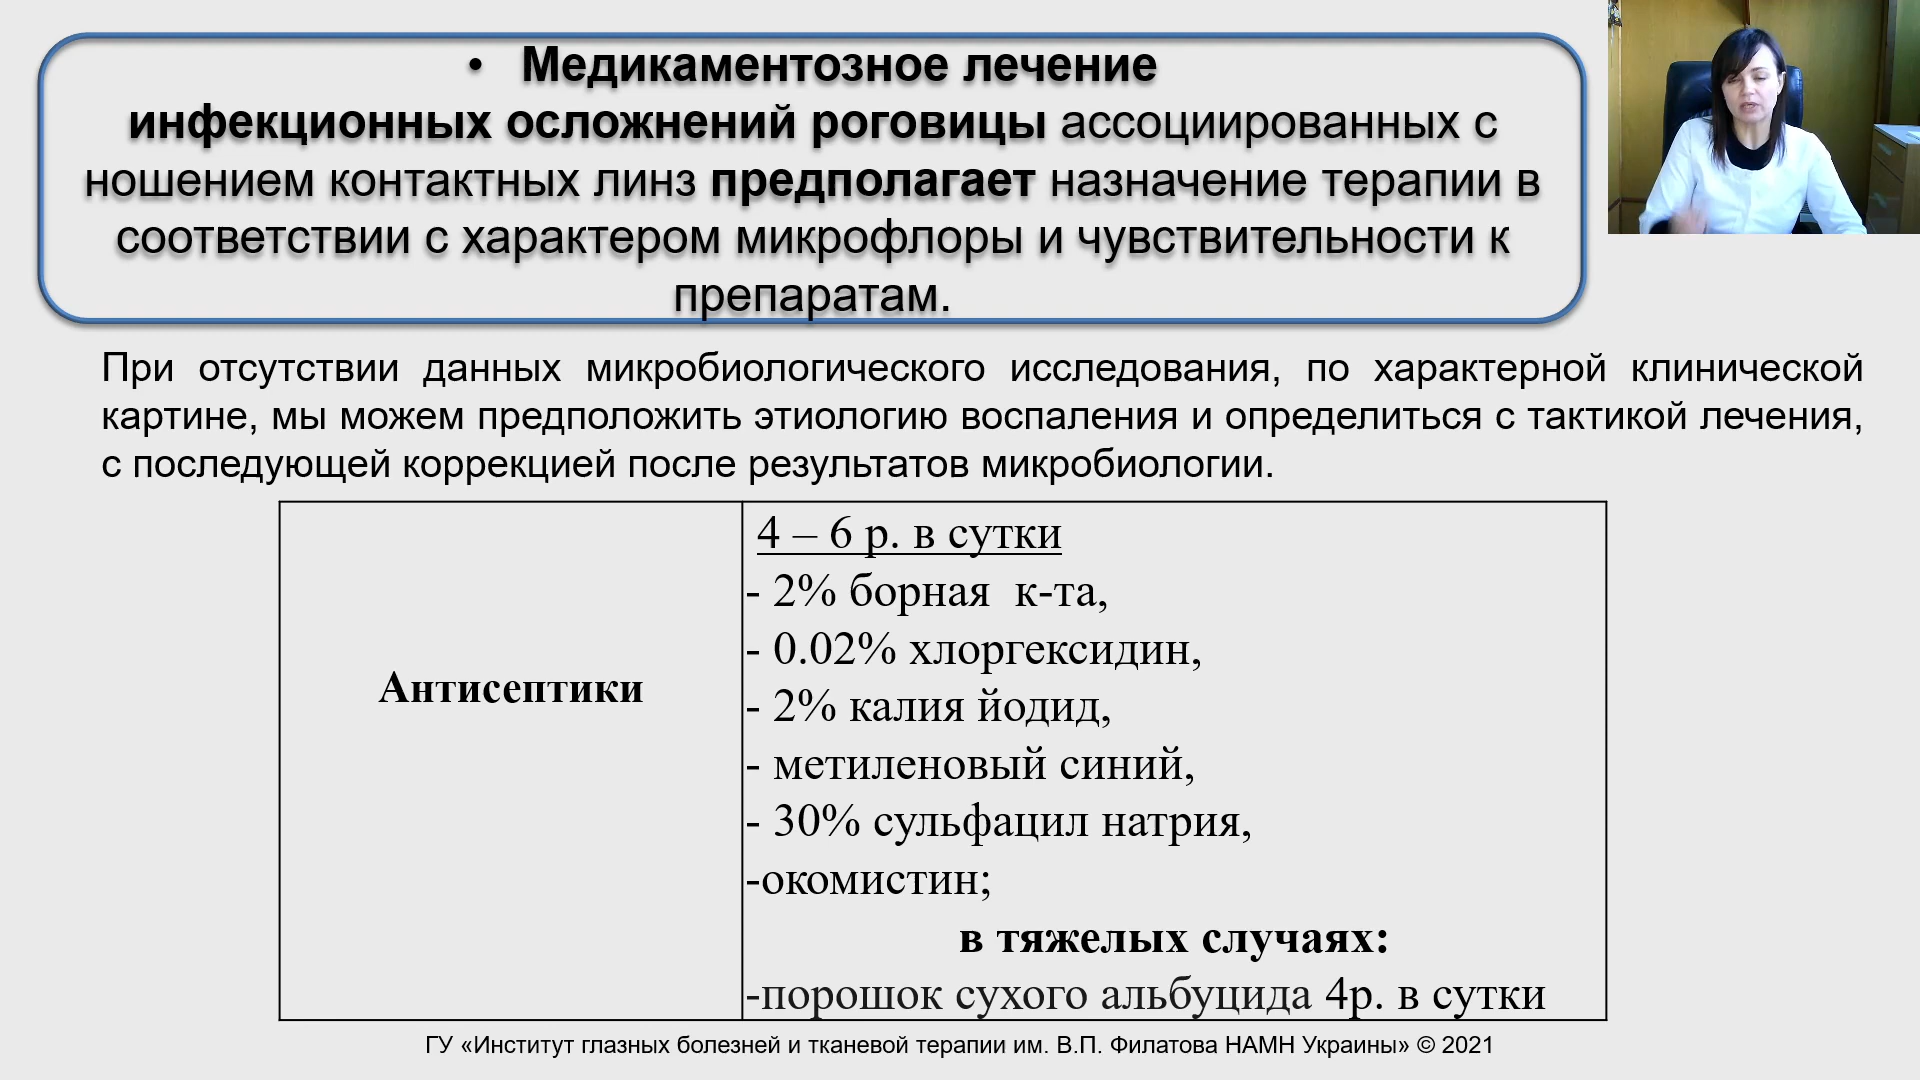 • Медикаментозное лечение
инфекционных осложнений роговицы ассоциированных с
ношением контактных линз предполагает назначение терапии в
соответствии с характером микрофлоры и чувствительности к
препаратам.
При отсутствии данных микробиологического исследования, по характерной клинической
картине, мы можем предположить этиологию воспаления и определиться с тактикой лечения,
с последующей коррекцией после результатов микробиологии.
Антисептики
4 – 6 р. в сутки
- 2% борная к-та,
- 0.02% хлоргексидин,
- 2% калия йодид,
- метиленовый синий,
- 30% сульфацил натрия,
-окомистин;
в тяжелых случаях:
-порошок сухого альбуцида 4р. в сутки
ГУ «Институт глазных болезней и тканевой терапии им. В.П. Филатова НАМН Украины» © 2021